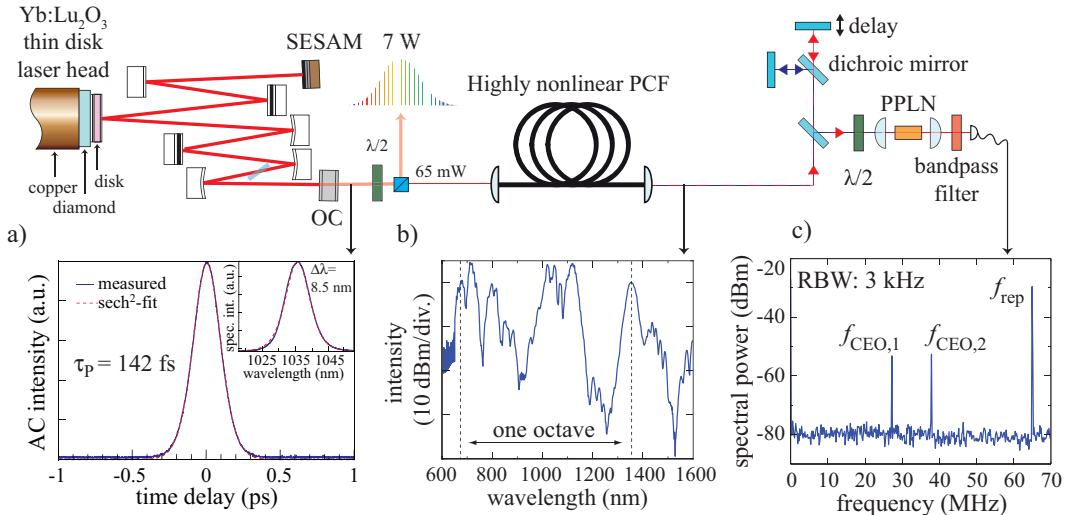 Yb:Lu₂O₃
thin disk
laser head
SESAM
7 W
Highly nonlinear PCF
delay
dichroic mirror
PPLN
λ/2
65 mW
copper
diamond
disk
OC
λ/2
bandpass
filter
a)
AC intensity (a.u.)
measured
sech²-fit
τP = 142 fs
spec. int. (a.u.)
Δλ=
8.5 nm
1025 1035 1045
wavelength (nm)
-1 -0.5 0 0.5 1
time delay (ps)
b)
intensity
(10 dBm/div.)
one octave
600 800 1000 1200 1400 1600
wavelength (nm)
c)
spectral power (dBm)
-20
-40
-60
-80
RBW: 3 kHz
frep
fCEO,1
fCEO,2
0 10 20 30 40 50 60 70
frequency (MHz)